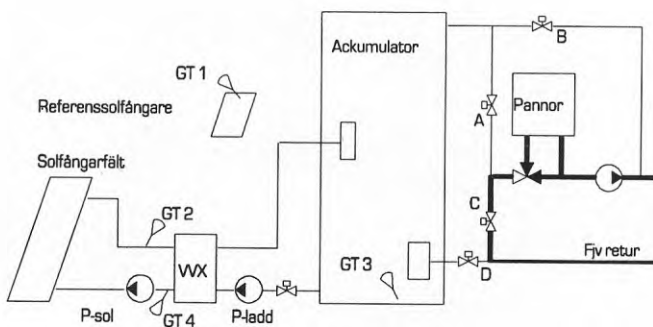 Ackumulator
B
GT 1
Referenssolfångare
Pannor
A
Solfångarfält
GT 2
C
VVX
GT 3
Fjv retur
D
P-sol
GT 4
P-ladd